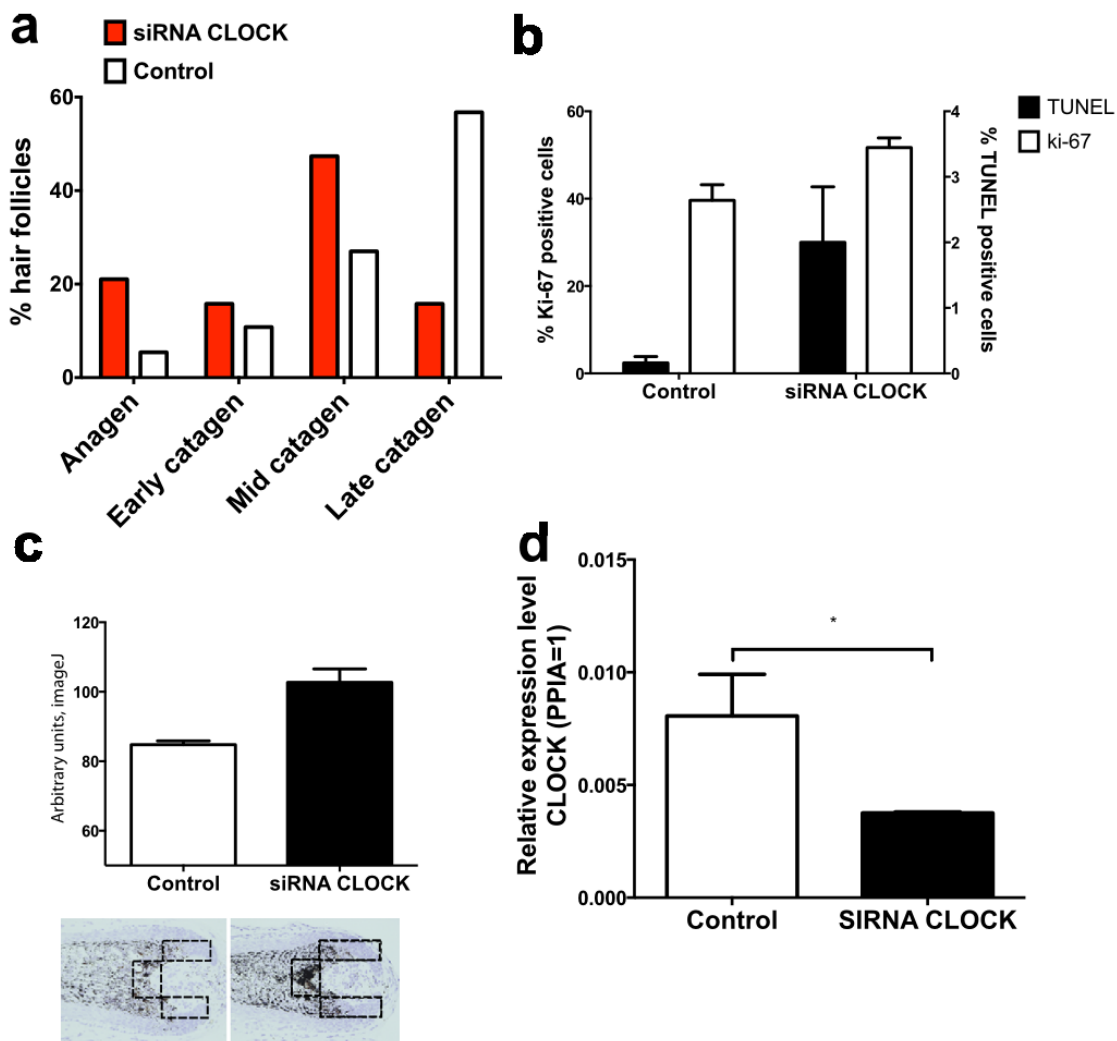 a
siRNA CLOCK
Control
% hair follicles
60
40
20
0
Anagen
Early catagen
Mid catagen
Late catagen
b
TUNEL
ki-67
% Ki-67 positive cells
60
40
20
0
% TUNEL
positive cells
4
3
2
1
0
Control
siRNA CLOCK
c
Arbitrary units, imageJ
120
100
80
60
Control
siRNA CLOCK
d
Relative expression level
CLOCK (PPIA=1)
0.015
0.010
0.005
0.000
*
Control
SIRNA CLOCK